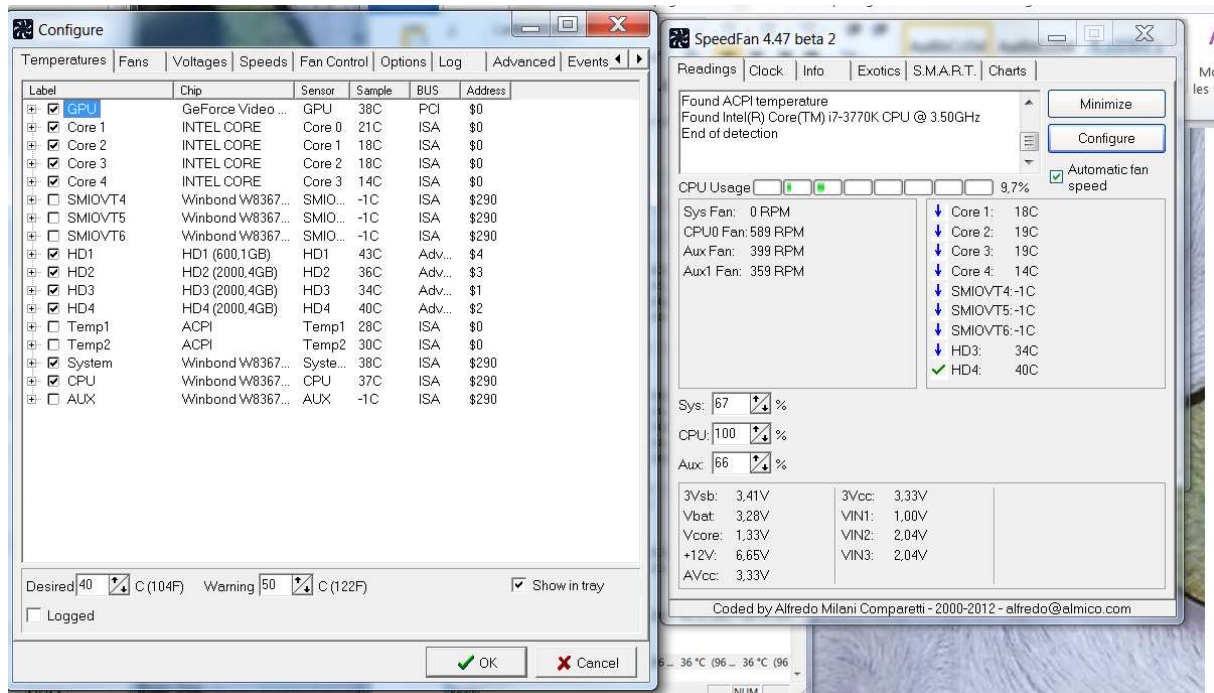 Configure
Temperatures Fans Voltages Speeds Fan Control Options Log Advanced Events
Label Chip Sensor Sample BUS Address
GPU GeForce Video ... GPU 38C PCI $0
Core 1 INTEL CORE Core 0 21C ISA $0
Core 2 INTEL CORE Core 1 18C ISA $0
Core 3 INTEL CORE Core 2 18C ISA $0
Core 4 INTEL CORE Core 3 14C ISA $0
SMIOVT4 Winbond W8367... SMIO... -1C ISA $290
SMIOVT5 Winbond W8367... SMIO... -1C ISA $290
SMIOVT6 Winbond W8367... SMIO... -1C ISA $290
HD1 HD1 (600,1GB) HD1 43C Adv... $4
HD2 HD2 (2000,4GB) HD2 36C Adv... $3
HD3 HD3 (2000,4GB) HD3 34C Adv... $1
HD4 HD4 (2000,4GB) HD4 40C Adv... $2
Temp1 ACPI Temp1 28C ISA $0
Temp2 ACPI Temp2 30C ISA $0
System Winbond W8367... Syste... 38C ISA $290
CPU Winbond W8367... CPU 37C ISA $290
AUX Winbond W8367... AUX -1C ISA $290
Desired 40 C (104F) Warning 50 C (122F) Show in tray
Logged
OK Cancel
SpeedFan 4.47 beta 2
Readings Clock Info Exotics S.M.A.R.T. Charts
Found ACPI temperature
Found Intel(R) Core(TM) i7-3770K CPU @ 3.50GHz
End of detection
Minimize
Configure
Automatic fan
speed
CPU Usage 9,7%
Sys Fan: 0 RPM
CPU0 Fan: 589 RPM
Aux Fan: 399 RPM
Aux1 Fan: 359 RPM
Core 1: 18C
Core 2: 19C
Core 3: 19C
Core 4: 14C
SMIOVT4: -1C
SMIOVT5: -1C
SMIOVT6: -1C
HD3: 34C
HD4: 40C
Sys: 67 %
CPU: 100 %
Aux: 66 %
3Vsb: 3,41V
Vbat: 3,28V
Vcore: 1,33V
+12V: 6,65V
AVcc: 3,33V
3Vcc: 3,33V
VIN1: 1,00V
VIN2: 2,04V
VIN3: 2,04V
Coded by Alfredo Milani Comparetti - 2000-2012 - alfredo@almico.com
36 °C (96 ... 36 °C (96
NUM
les